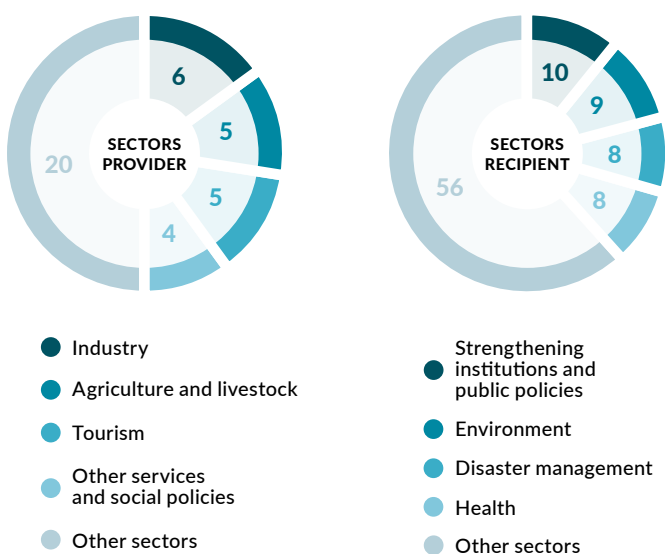 6
5
5
4
20
SECTORS
PROVIDER
10
9
8
8
56
SECTORS
RECIPIENT
Industry
Agriculture and livestock
Tourism
Other services
and social policies
Other sectors
Strengthening
institutions and
public policies
Environment
Disaster management
Health
Other sectors